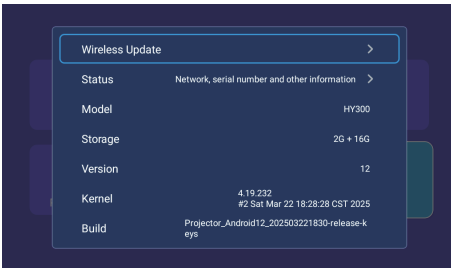 Wireless Update
Status Network, serial number and other information
Model HY300
Storage 2G + 16G
Version 12
Kernel 4.19.232
#2 Sat Mar 22 18:28:28 CST 2025
Build Projector_Android12_202503221830-release-k
eys